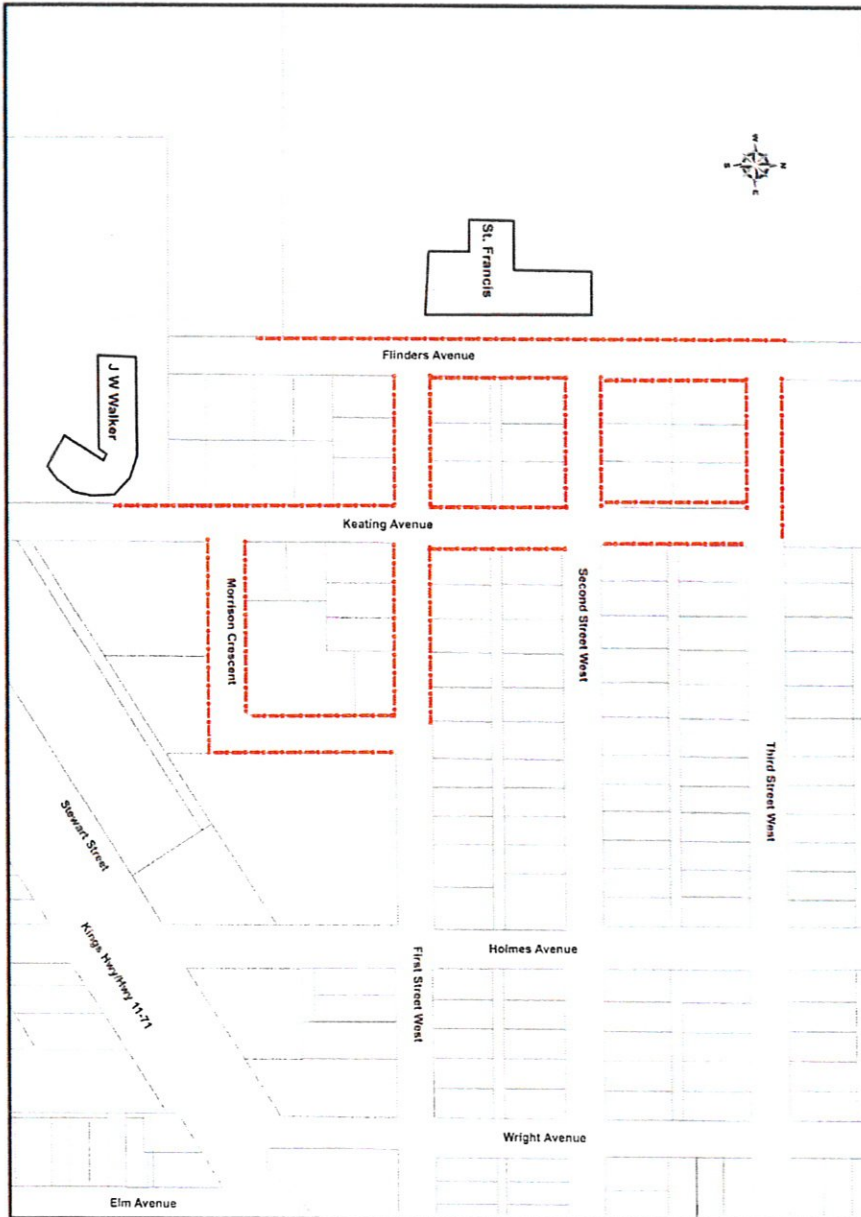 W
N
S
E
St. Francis
Flinders Avenue
J W Walker
Keating Avenue
Morrison Crescent
Second Street West
Third Street West
Stewart Street
Kings Hwy/Hwy 11-71
Holmes Avenue
First Street West
Wright Avenue
Elm Avenue